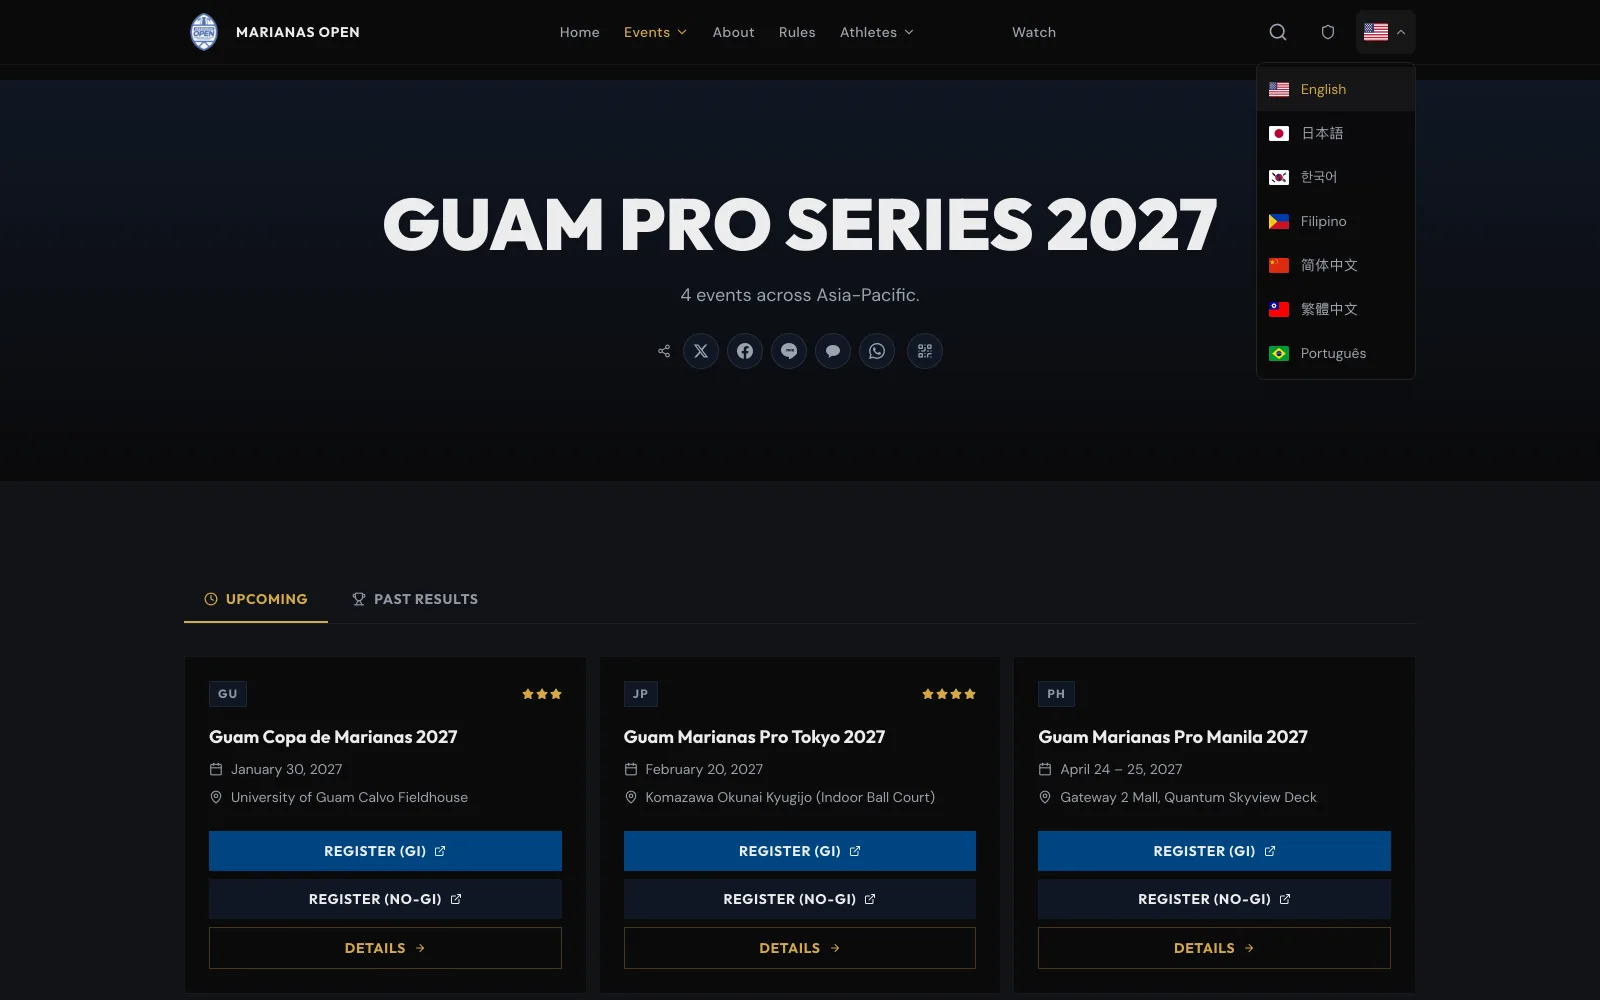 MARIANAS OPEN
Home
Events
About
Rules
Athletes
Watch
English
日本語
한국어
Filipino
简体中文
繁體中文
Português
GUAM PRO SERIES 2027
4 events across Asia-Pacific.
UPCOMING
PAST RESULTS
GU
Guam Copa de Marianas 2027
January 30, 2027
University of Guam Calvo Fieldhouse
REGISTER (GI)
REGISTER (NO-GI)
DETAILS
JP
Guam Marianas Pro Tokyo 2027
February 20, 2027
Komazawa Okunai Kyugijo (Indoor Ball Court)
REGISTER (GI)
REGISTER (NO-GI)
DETAILS
PH
Guam Marianas Pro Manila 2027
April 24 – 25, 2027
Gateway 2 Mall, Quantum Skyview Deck
REGISTER (GI)
REGISTER (NO-GI)
DETAILS